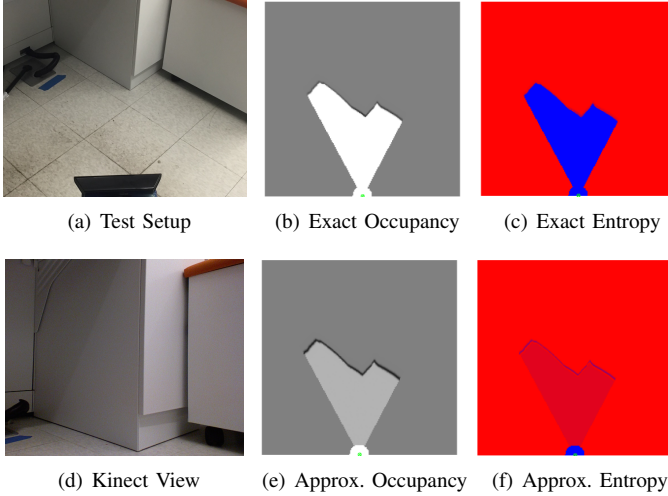 (a) Test Setup
(b) Exact Occupancy
(c) Exact Entropy
(d) Kinect View
(e) Approx. Occupancy
(f) Approx. Entropy